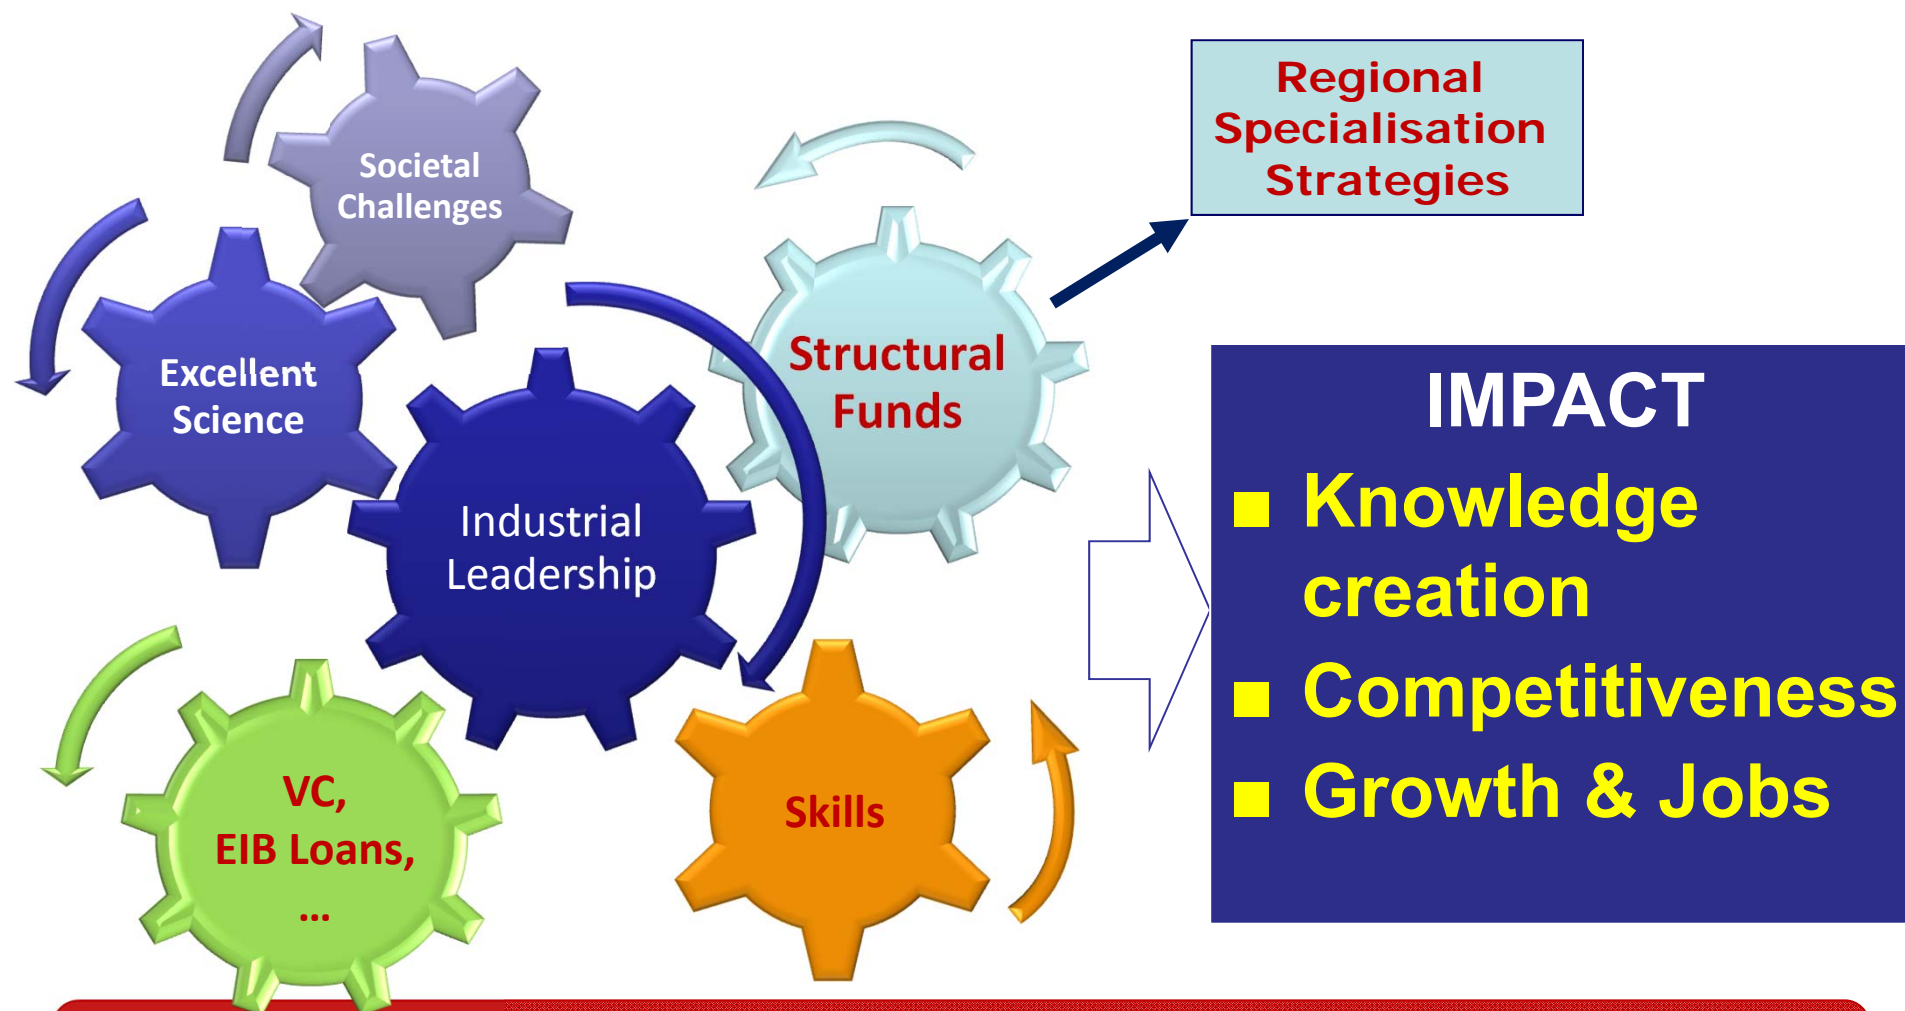 Societal
Challenges
Excellent
Science
Industrial
Leadership
Structural
Funds
Regional
Specialisation
Strategies
VC,
EIB Loans,
...
Skills
IMPACT
■ Knowledge
creation
■ Competitiveness
■ Growth & Jobs